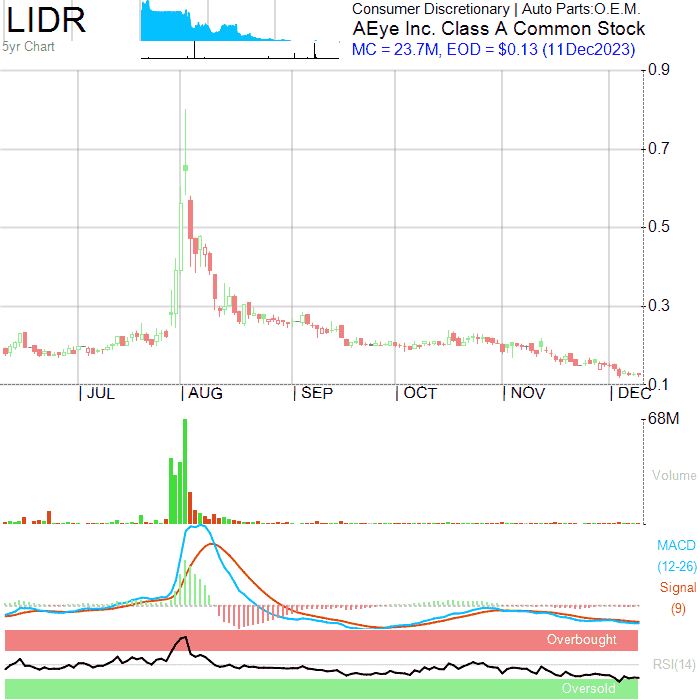 LIDR
5yr Chart
Consumer Discretionary | Auto Parts:O.E.M.
AEye Inc. Class A Common Stock
MC = 23.7M, EOD = $0.13 (11Dec2023)
0.9
0.7
0.5
0.3
0.1
JUL AUG SEP OCT NOV DEC
68M
Volume
MACD
(12-26)
Signal
(9)
Overbought
RSI(14)
Oversold